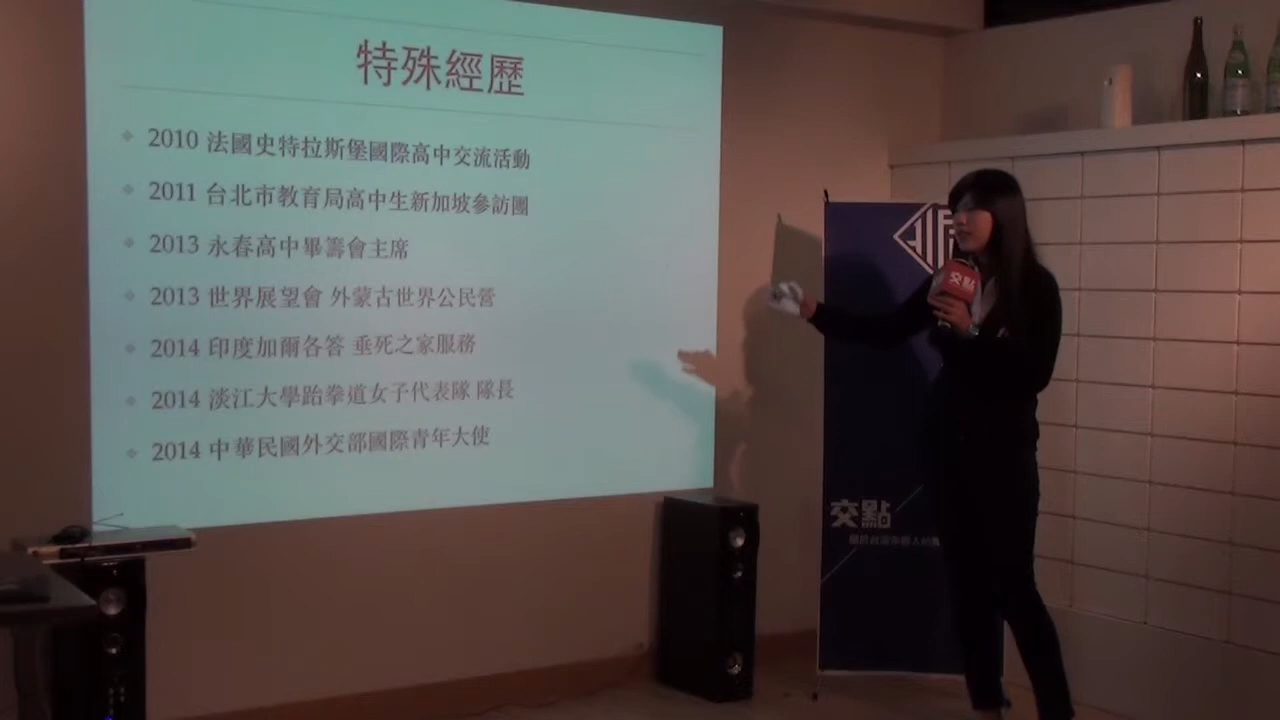 特殊經歷
2010 法國史特拉斯堡國際高中交流活動
2011 台北市教育局高中生新加坡參訪團
2013 永春高中畢籌會主席
2013 世界展望會 外蒙古世界公民營
2014 印度加爾各答 垂死之家服務
2014 淡江大學跆拳道女子代表隊 隊長
2014 中華民國外交部國際青年大使
交點
交點